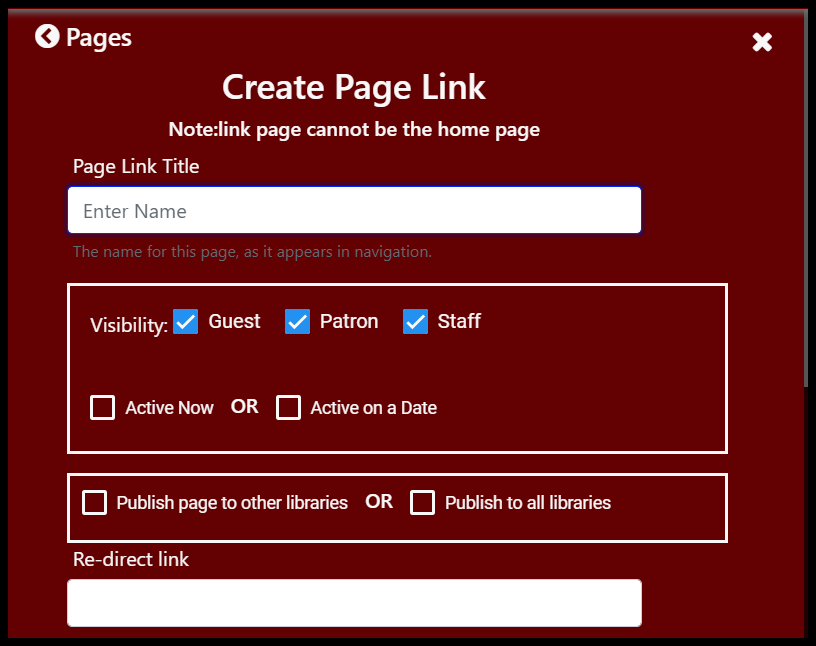 Pages
Create Page Link
Note:link page cannot be the home page
Page Link Title
Enter Name
The name for this page, as it appears in navigation.
Visibility: Guest Patron Staff
Active Now OR Active on a Date
Publish page to other libraries OR Publish to all libraries
Re-direct link